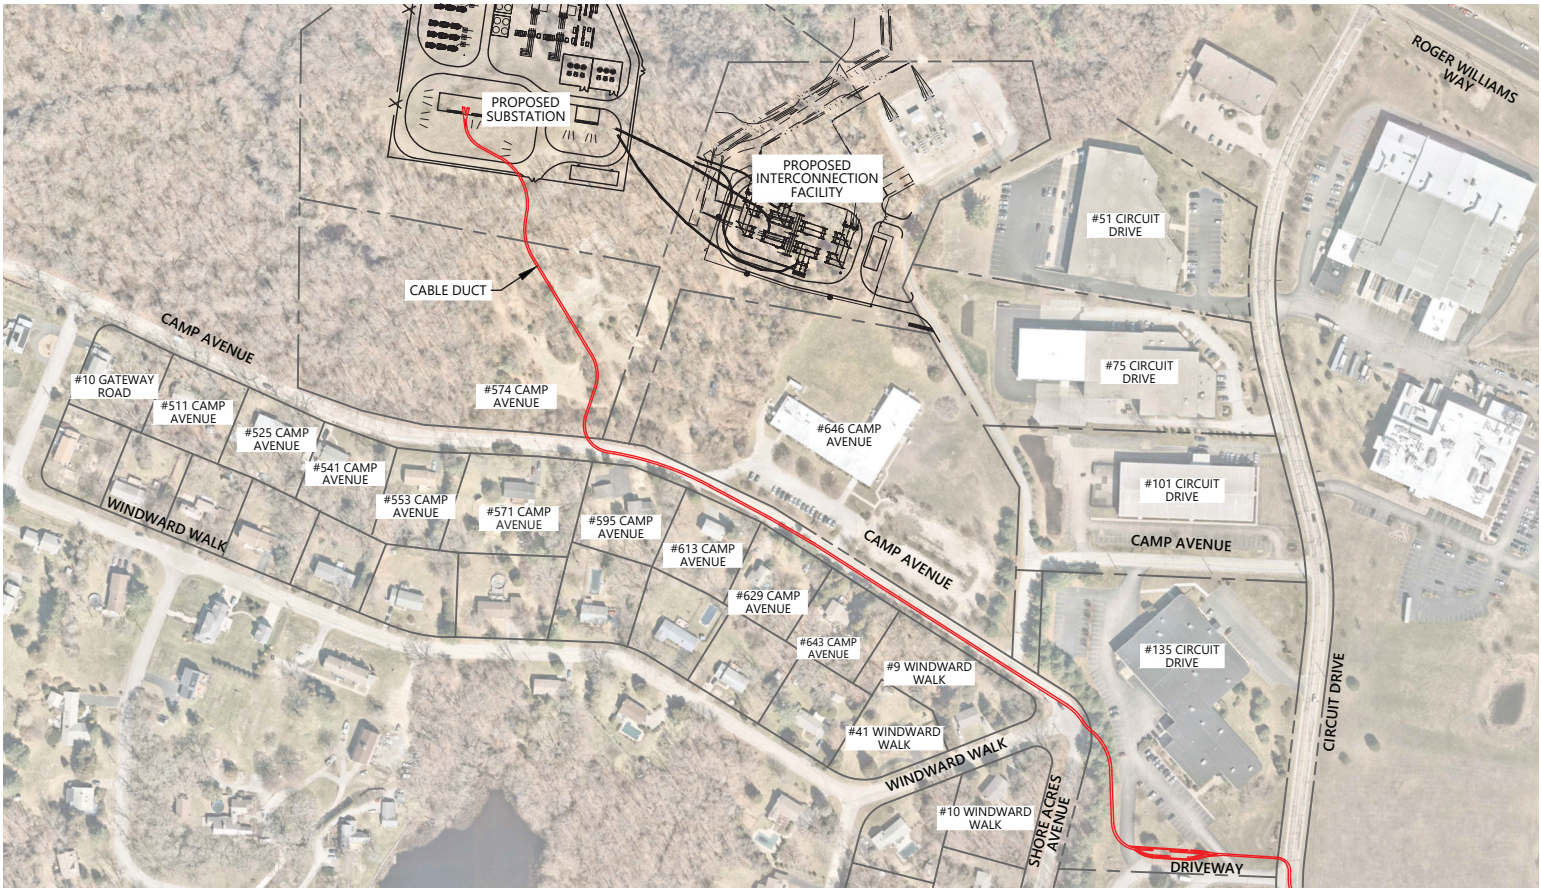 ROGER WILLIAMS
WAY
PROPOSED
SUBSTATION
PROPOSED
INTERCONNECTION
FACILITY
#51 CIRCUIT
DRIVE
CABLE DUCT
CAMP AVENUE
#75 CIRCUIT
DRIVE
#10 GATEWAY
ROAD
#574 CAMP
AVENUE
#511 CAMP
AVENUE
#525 CAMP
AVENUE
#646 CAMP
AVENUE
#541 CAMP
AVENUE
#553 CAMP
AVENUE
#571 CAMP
AVENUE
#595 CAMP
AVENUE
#101 CIRCUIT
DRIVE
WINDWARD WALK
#613 CAMP
AVENUE
CAMP AVENUE
CAMP AVENUE
#629 CAMP
AVENUE
#643 CAMP
AVENUE
#9 WINDWARD
WALK
#135 CIRCUIT
DRIVE
CIRCUIT DRIVE
#41 WINDWARD
WALK
WINDWARD WALK
#10 WINDWARD
WALK
SHORE ACRES
AVENUE
DRIVEWAY